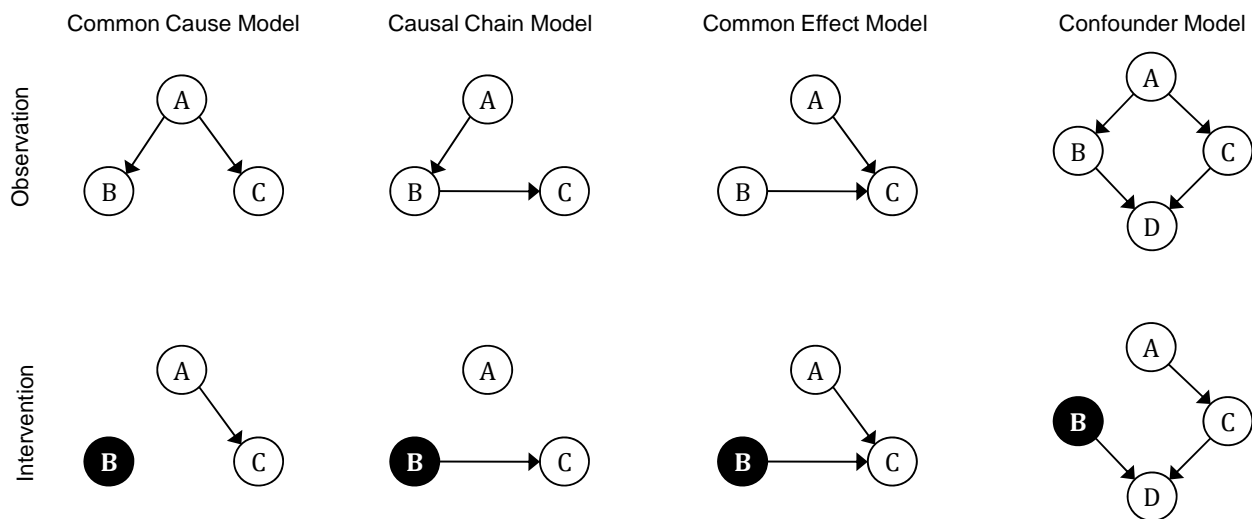 Common Cause Model
Causal Chain Model
Common Effect Model
Confounder Model
Observation
A
B
C
A
B
C
A
B
C
A
B
C
D
Intervention
A
B
C
A
B
C
A
B
C
A
B
C
D